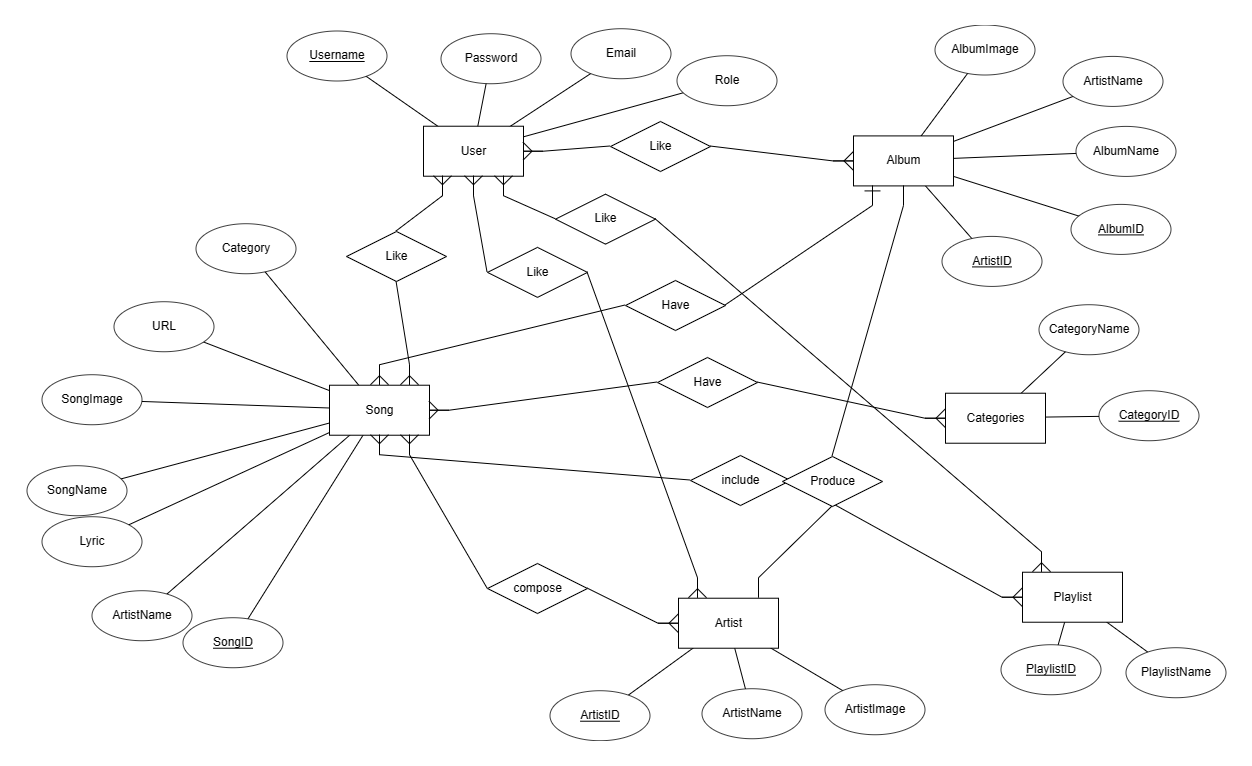 AlbumImage
Username
Password
Email
Role
ArtistName
User
Like
Album
AlbumName
Like
AlbumID
Category
Like
Like
ArtistID
Have
URL
CategoryName
Have
SongImage
Song
Categories
CategoryID
SongName
include
Produce
Lyric
compose
Playlist
ArtistName
Artist
SongID
PlaylistID
PlaylistName
ArtistID
ArtistName
ArtistImage